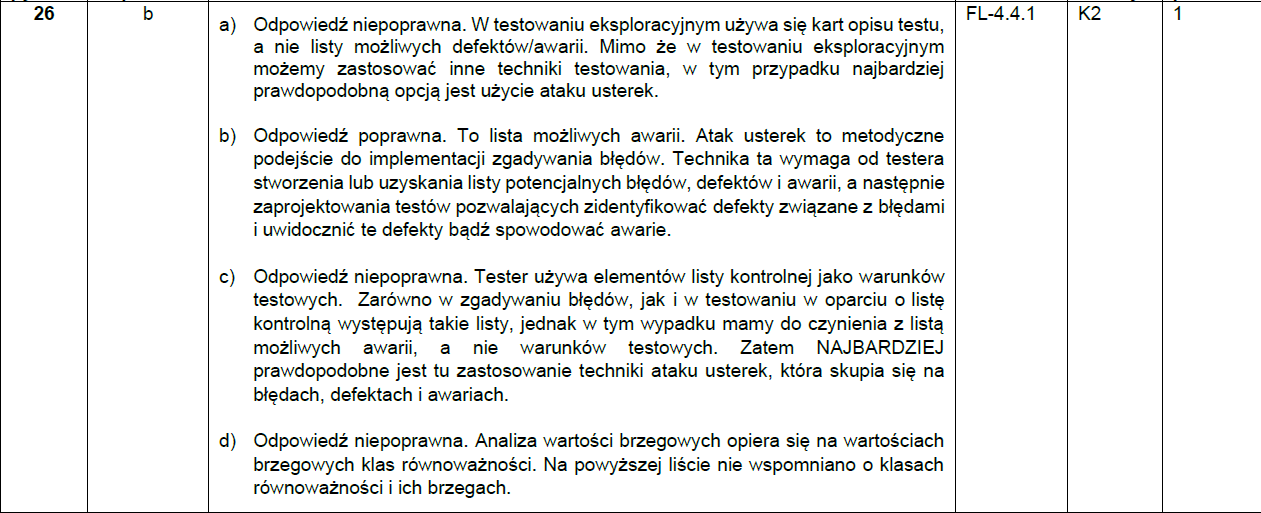 26
b
a) Odpowiedź niepoprawna. W testowaniu eksploracyjnym używa się kart opisu testu,
a nie listy możliwych defektów/awarii. Mimo że w testowaniu eksploracyjnym
możemy zastosować inne techniki testowania, w tym przypadku najbardziej
prawdopodobną opcją jest użycie ataku usterek.
b) Odpowiedź poprawna. To lista możliwych awarii. Atak usterek to metodyczne
podejście do implementacji zgadywania błędów. Technika ta wymaga od testera
stworzenia lub uzyskania listy potencjalnych błędów, defektów i awarii, a następnie
zaprojektowania testów pozwalających zidentyfikować defekty związane z błędami
i uwidocznić te defekty bądź spowodować awarie.
c) Odpowiedź niepoprawna. Tester używa elementów listy kontrolnej jako warunków
testowych. Zarówno w zgadywaniu błędów, jak i w testowaniu w oparciu o listę
kontrolną występują takie listy, jednak w tym wypadku mamy do czynienia z listą
możliwych awarii, a nie warunków testowych. Zatem NAJBARDZIEJ
prawdopodobne jest tu zastosowanie techniki ataku usterek, która skupia się na
błędach, defektach i awariach.
d) Odpowiedź niepoprawna. Analiza wartości brzegowych opiera się na wartościach
brzegowych klas równoważności. Na powyższej liście nie wspomniano o klasach
równoważności i ich brzegach.
FL-4.4.1
K2
1